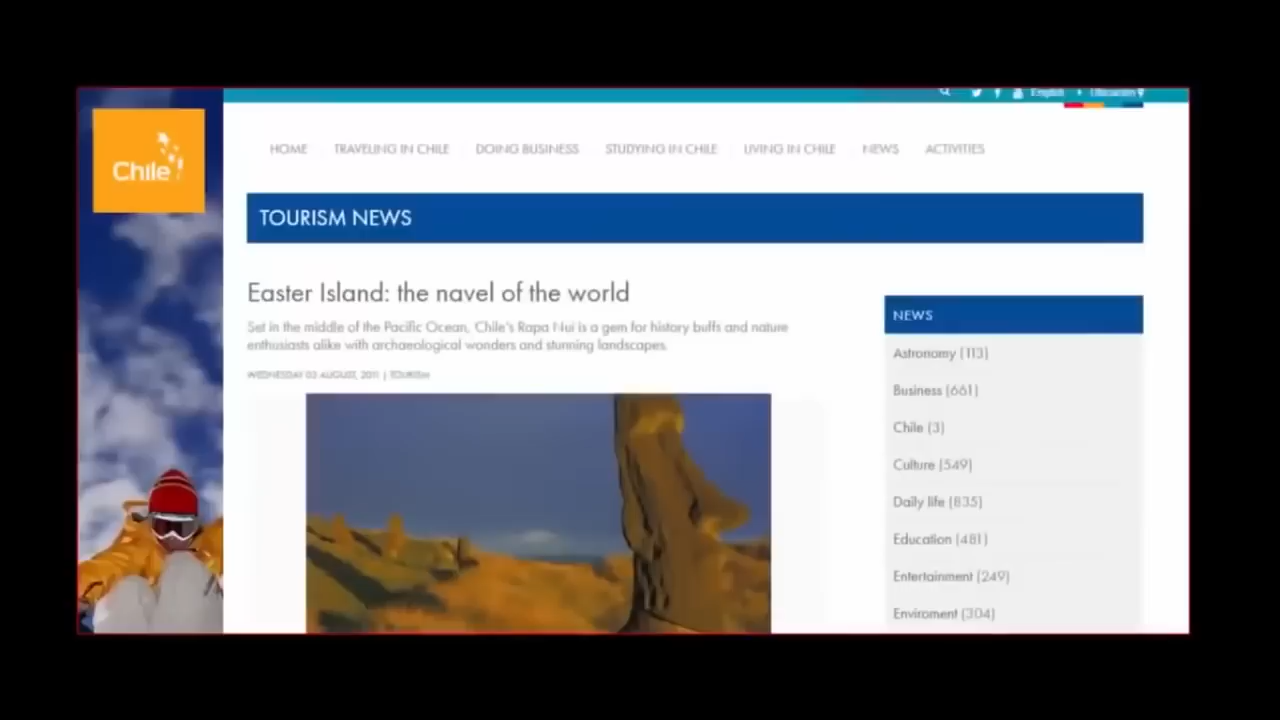 English
Ubicación
Chile
HOME TRAVELING IN CHILE DOING BUSINESS STUDYING IN CHILE LIVING IN CHILE NEWS ACTIVITIES
TOURISM NEWS
Easter Island: the navel of the world
Set in the middle of the Pacific Ocean, Chile's Rapa Nui is a gem for history buffs and nature
enthusiasts alike with archaeological wonders and stunning landscapes.
WEDNESDAY 03 AUGUST, 2011 | TOURISM
NEWS
Astronomy (113)
Business (661)
Chile (3)
Culture (549)
Daily life (835)
Education (481)
Entertainment (249)
Enviroment (304)